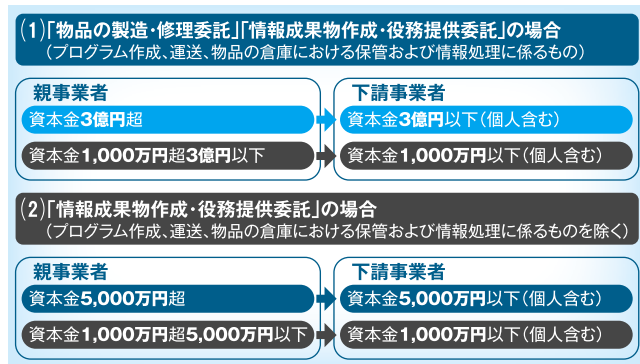 (1)「物品の製造・修理委託」「情報成果物作成・役務提供委託」の場合
(プログラム作成、運送、物品の倉庫における保管および情報処理に係るもの)
親事業者
下請事業者
資本金3億円超
資本金3億円以下(個人含む)
資本金1,000万円超3億円以下
資本金1,000万円以下(個人含む)
(2)「情報成果物作成・役務提供委託」の場合
(プログラム作成、運送、物品の倉庫における保管および情報処理に係るものを除く)
親事業者
下請事業者
資本金5,000万円超
資本金5,000万円以下(個人含む)
資本金1,000万円超5,000万円以下
資本金1,000万円以下(個人含む)